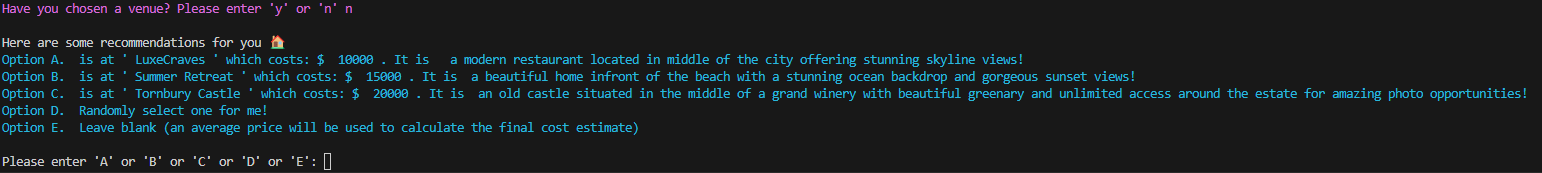 Have you chosen a venue? Please enter 'y' or 'n' n
Here are some recommendations for you 🏠
Option A.  is at ' LuxeCraves ' which costs: $  10000 . It is   a modern restaurant located in middle of the city offering stunning skyline views!
Option B.  is at ' Summer Retreat ' which costs: $  15000 . It is  a beautiful home infront of the beach with a stunning ocean backdrop and gorgeous sunset views!
Option C.  is at ' Tornbury Castle ' which costs: $  20000 . It is  an old castle situated in the middle of a grand winery with beautiful greenary and unlimited access around the estate for amazing photo opportunities!
Option D.  Randomly select one for me!
Option E.  Leave blank (an average price will be used to calculate the final cost estimate)
Please enter 'A' or 'B' or 'C' or 'D' or 'E':